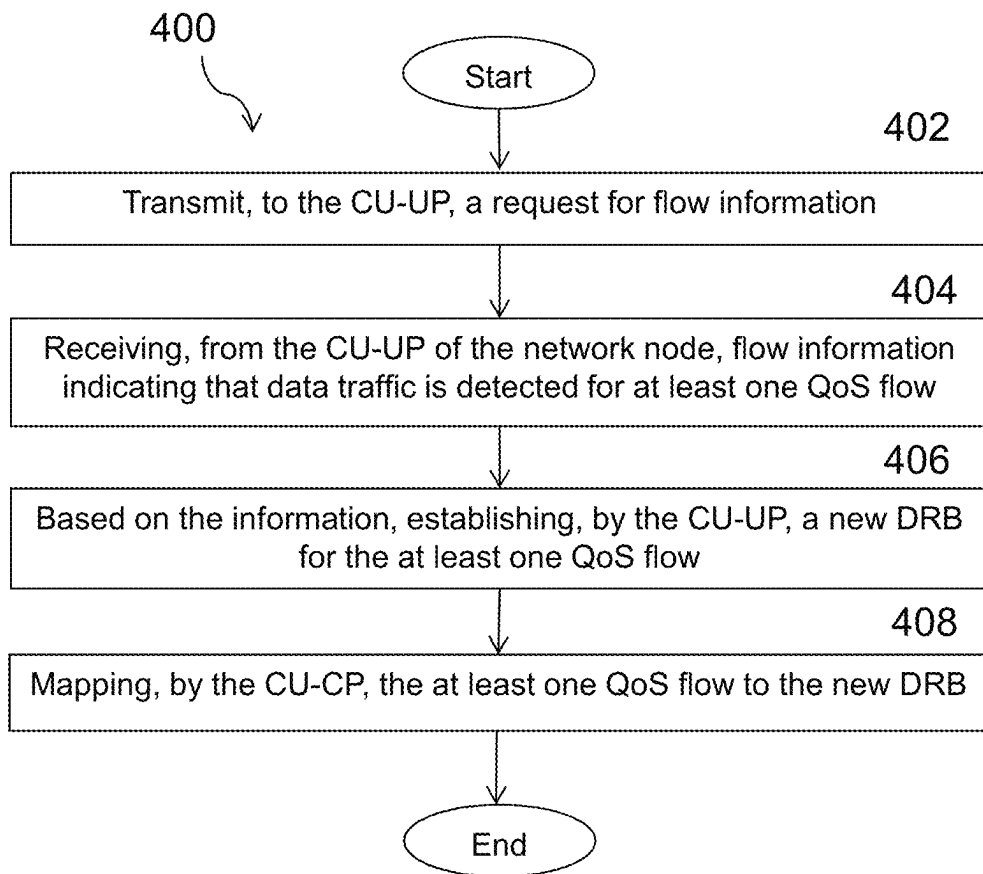 400
Start
402
Transmit, to the CU-UP, a request for flow information
404
Receiving, from the CU-UP of the network node, flow information
indicating that data traffic is detected for at least one QoS flow
406
Based on the information, establishing, by the CU-UP, a new DRB
for the at least one QoS flow
408
Mapping, by the CU-CP, the at least one QoS flow to the new DRB
End